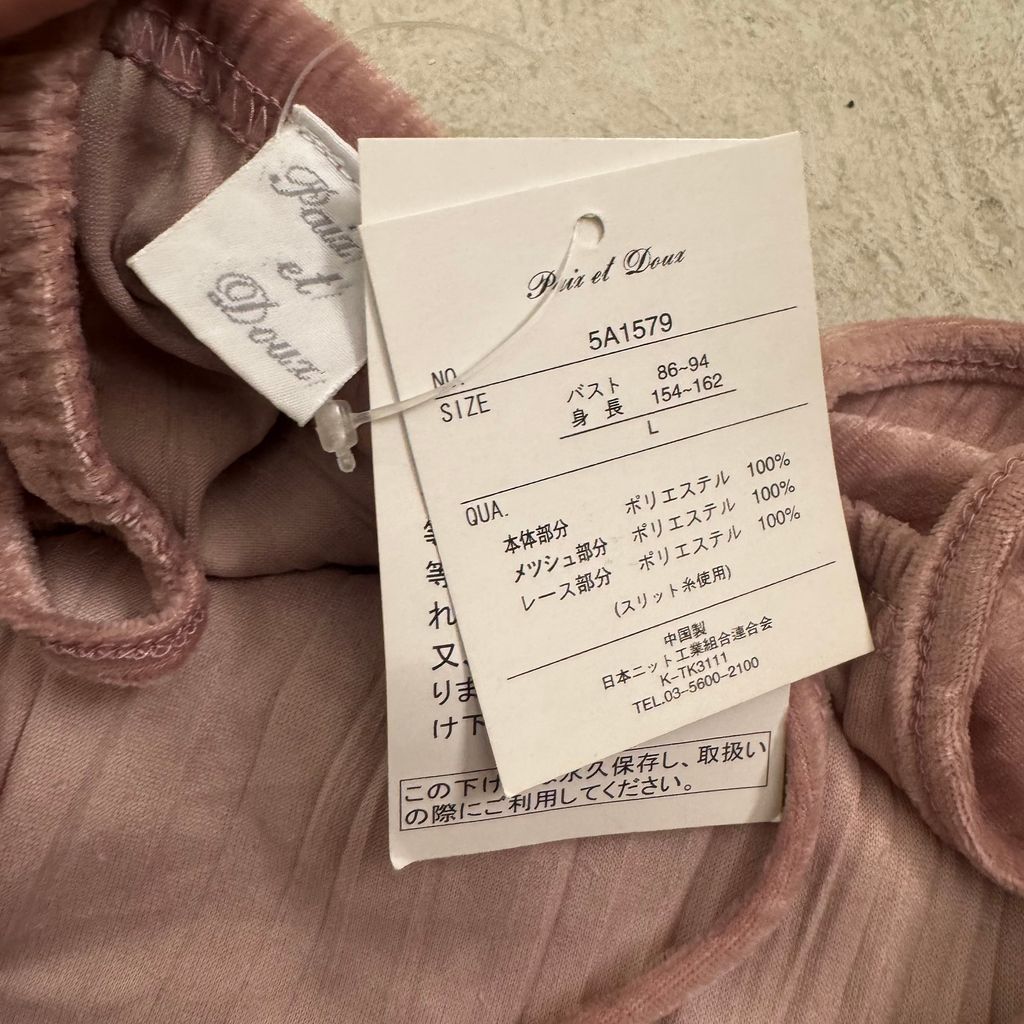 Paix
et
Doux
Paix et Doux
NO. 5A1579
SIZE バスト 86~94
身長 154~162
L
QUA.
本体部分 ポリエステル 100%
メッシュ部分 ポリエステル 100%
レース部分 ポリエステル 100%
(スリット糸使用)
中国製
日本ニット工業組合連合会
K-TK3111
TEL.03-5600-2100
等
等
れ
又、
りま
け下
この下げ 永久保存し、取扱い
の際にご利用してください。